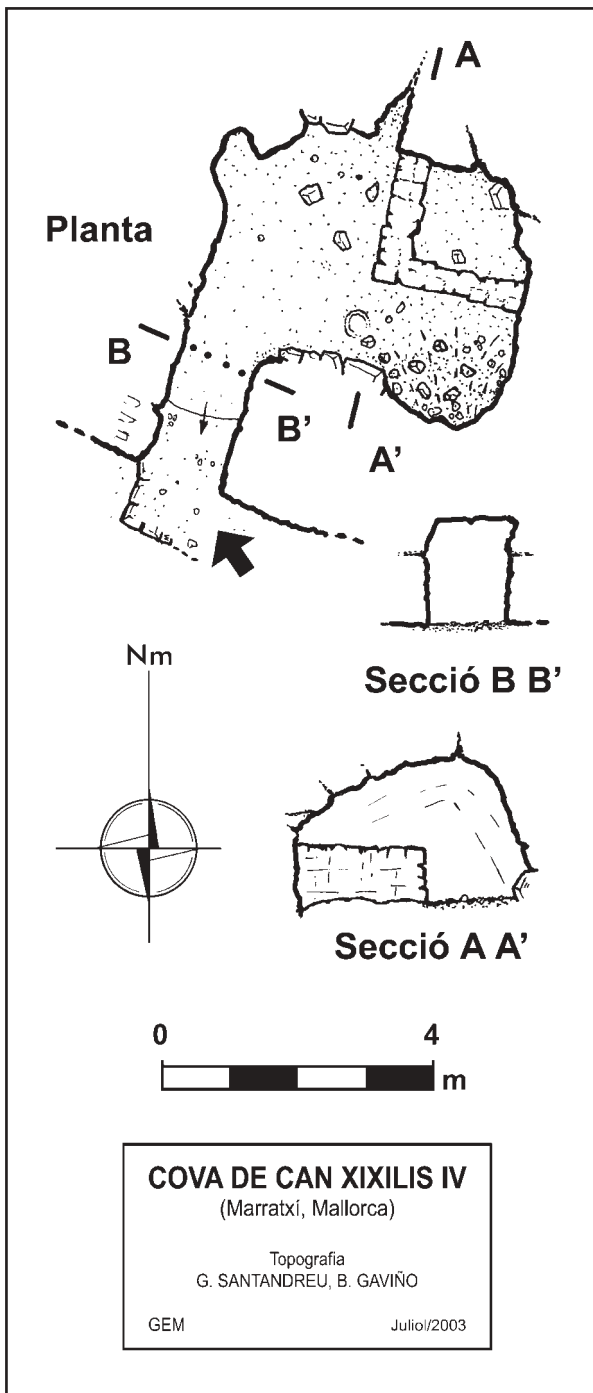 A
Planta
B
B'
A'
Secció B B'
Nm
Secció A A'
0 4
m
COVA DE CAN XIXILIS IV
(Marratxí, Mallorca)
Topografia
G. SANTANDREU, B. GAVIÑO
GEM Juliol/2003